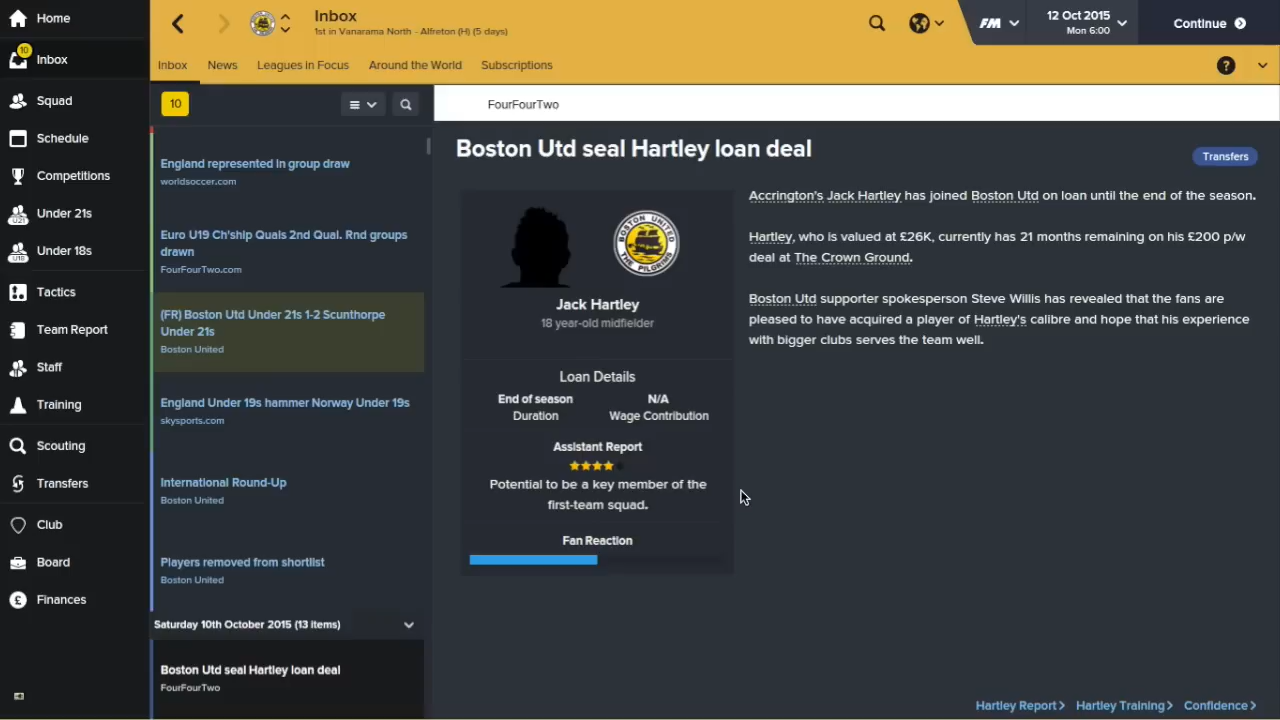 Home
10
Inbox
Squad
Schedule
Competitions
Under 21s
Under 18s
Tactics
Team Report
Staff
Training
Scouting
Transfers
Club
Board
Finances
Inbox
1st in Vanarama North - Alfreton (H) (5 days)
FM
12 Oct 2015
Mon 6:00
Continue
Inbox
News
Leagues in Focus
Around the World
Subscriptions
?
10
FourFourTwo
England represented in group draw
worldsoccer.com
Euro U19 Ch'ship Quals 2nd Qual. Rnd groups
drawn
FourFourTwo.com
(FR) Boston Utd Under 21s 1-2 Scunthorpe
Under 21s
Boston United
England Under 19s hammer Norway Under 19s
skysports.com
International Round-Up
Boston United
Players removed from shortlist
Boston United
Saturday 10th October 2015 (13 items)
Boston Utd seal Hartley loan deal
FourFourTwo
Boston Utd seal Hartley loan deal
Transfers
BOSTON UNITED
THE PILGRIMS
Jack Hartley
18 year-old midfielder
Loan Details
End of season
Duration
N/A
Wage Contribution
Assistant Report
Potential to be a key member of the
first-team squad.
Fan Reaction
Accrington's Jack Hartley has joined Boston Utd on loan until the end of the season.
Hartley, who is valued at £26K, currently has 21 months remaining on his £200 p/w
deal at The Crown Ground.
Boston Utd supporter spokesperson Steve Willis has revealed that the fans are
pleased to have acquired a player of Hartley's calibre and hope that his experience
with bigger clubs serves the team well.
Hartley Report>
Hartley Training>
Confidence>